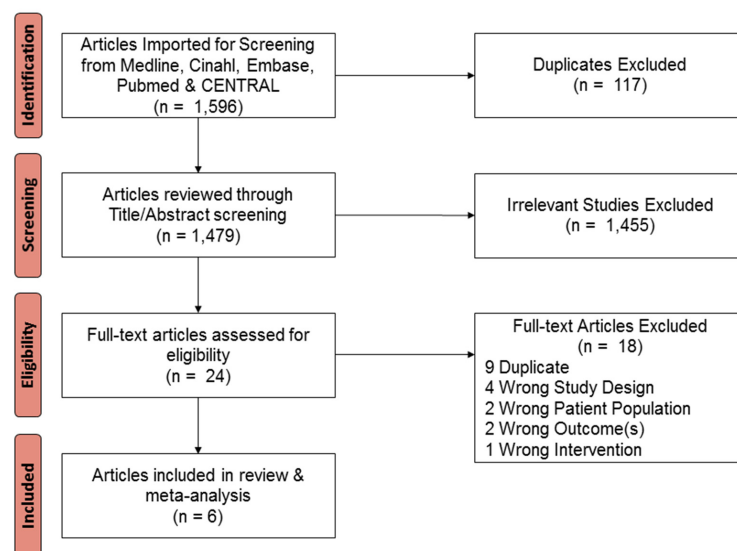 Identification
Articles Imported for Screening
from Medline, Cinahl, Embase,
Pubmed & CENTRAL
(n = 1,596)
Duplicates Excluded
(n = 117)
Screening
Articles reviewed through
Title/Abstract screening
(n = 1,479)
Irrelevant Studies Excluded
(n = 1,455)
Eligibility
Full-text articles assessed for
eligibility
(n = 24)
Full-text Articles Excluded
(n = 18)
9 Duplicate
4 Wrong Study Design
2 Wrong Patient Population
2 Wrong Outcome(s)
1 Wrong Intervention
Included
Articles included in review &
meta-analysis
(n = 6)